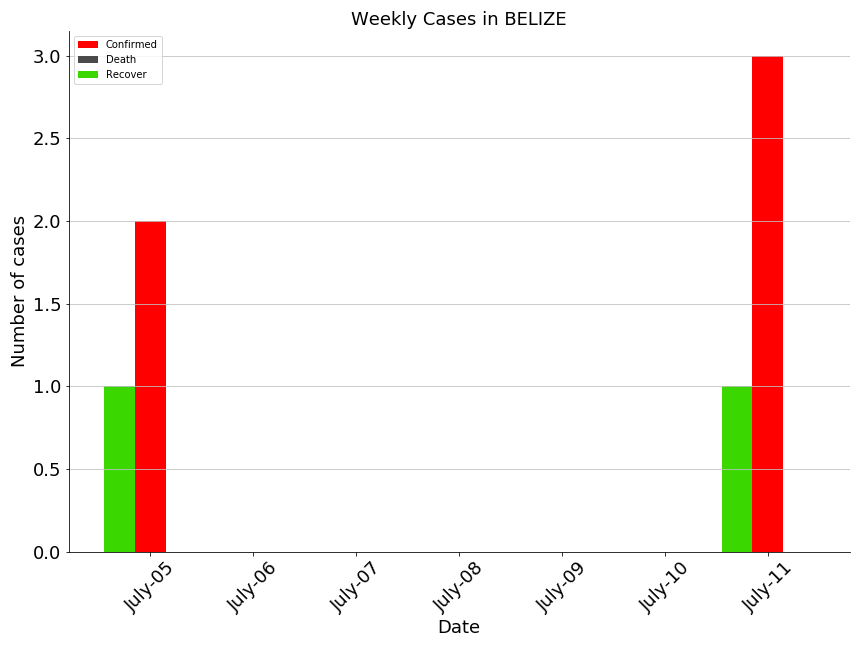 Weekly Cases in BELIZE
Confirmed
Death
Recover
Number of cases
3.0
2.5
2.0
1.5
1.0
0.5
0.0
July-05
July-06
July-07
July-08
July-09
July-10
July-11
Date